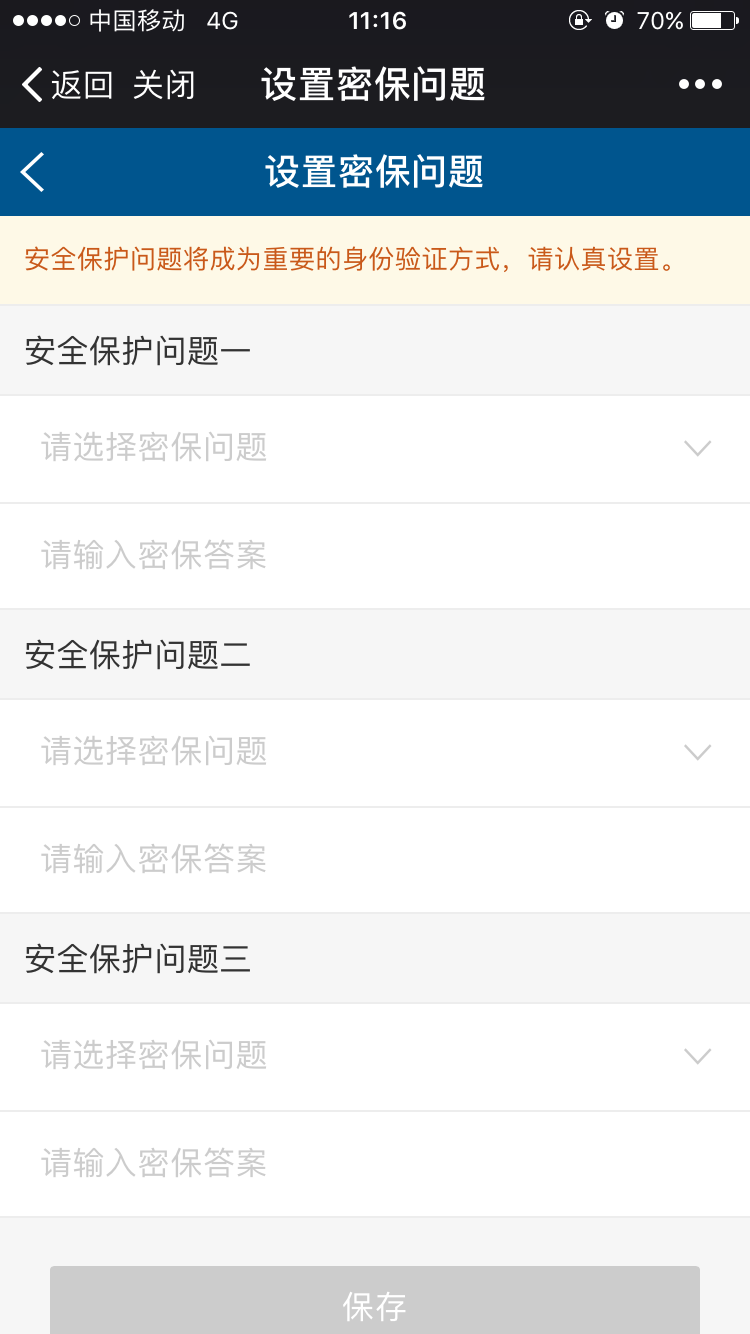 中国移动 4G 11:16 70%
返回 关闭 设置密保问题
设置密保问题
安全保护问题将成为重要的身份验证方式，请认真设置。
安全保护问题一
请选择密保问题
请输入密保答案
安全保护问题二
请选择密保问题
请输入密保答案
安全保护问题三
请选择密保问题
请输入密保答案
保存